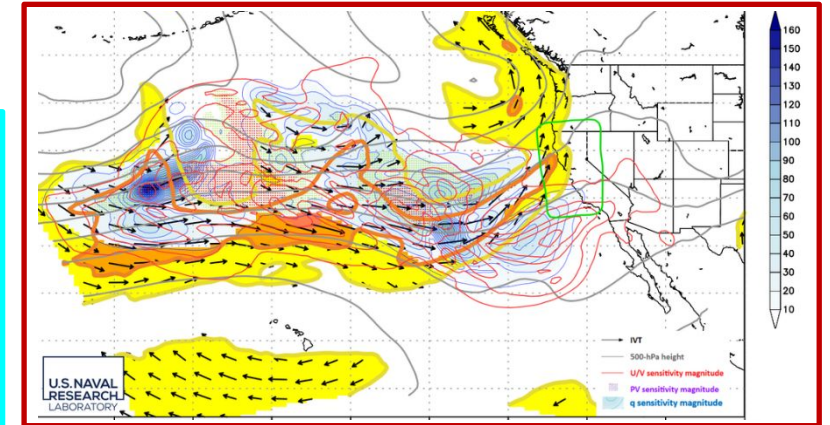 160
150
140
130
120
110
100
90
80
70
60
50
40
30
20
10
IVT
500-hPa height
U/V sensitivity magnitude
PV sensitivity magnitude
q sensitivity magnitude
U.S. NAVAL
RESEARCH
LABORATORY